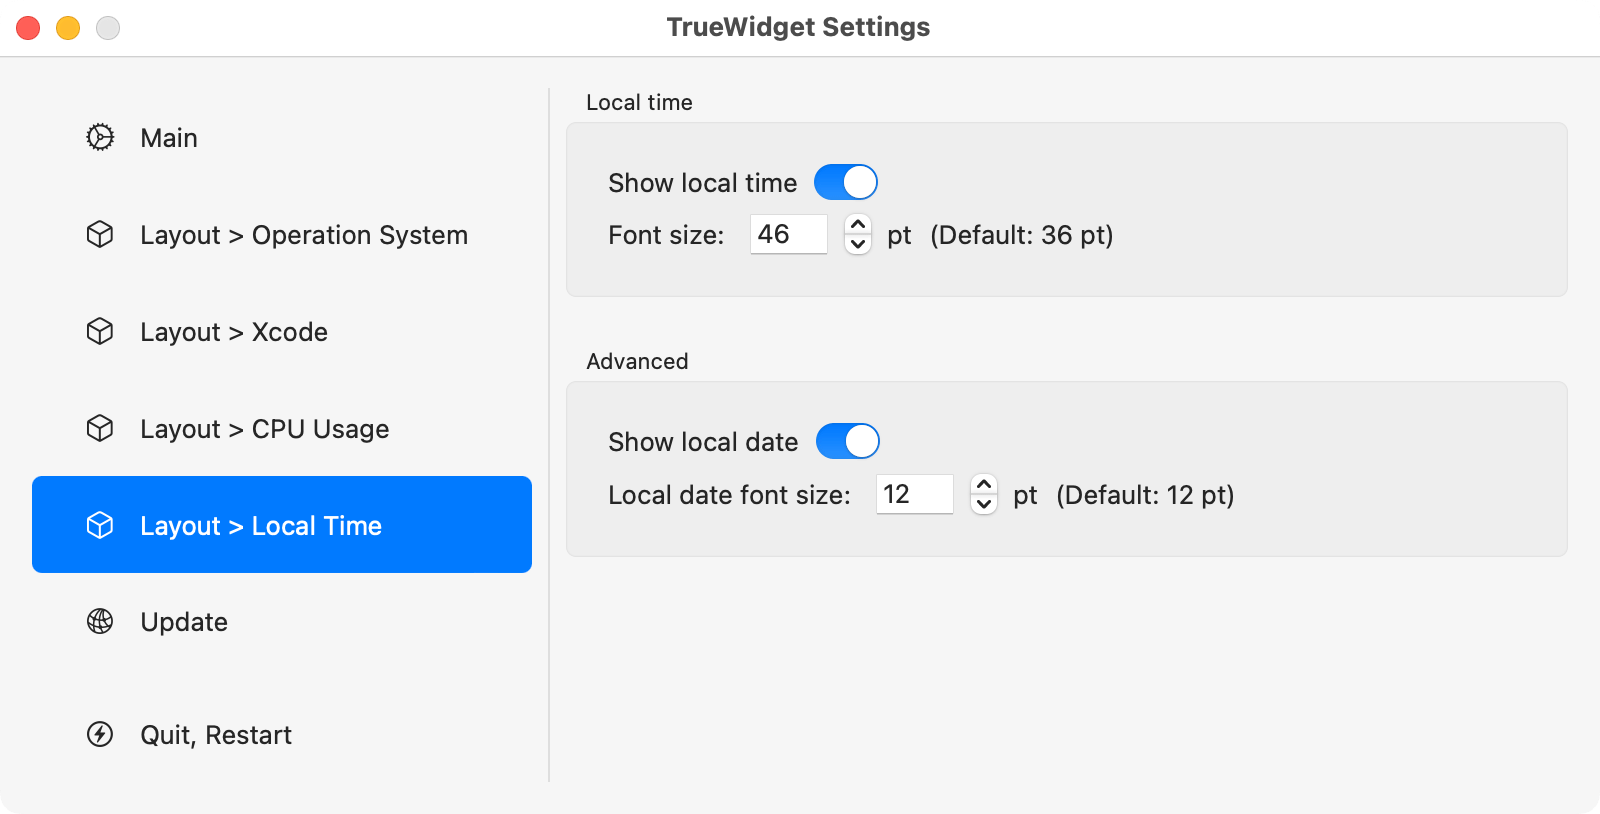 TrueWidget Settings
Main
Layout > Operation System
Layout > Xcode
Layout > CPU Usage
Layout > Local Time
Update
Quit, Restart
Local time
Show local time
Font size: 46 pt (Default: 36 pt)
Advanced
Show local date
Local date font size: 12 pt (Default: 12 pt)